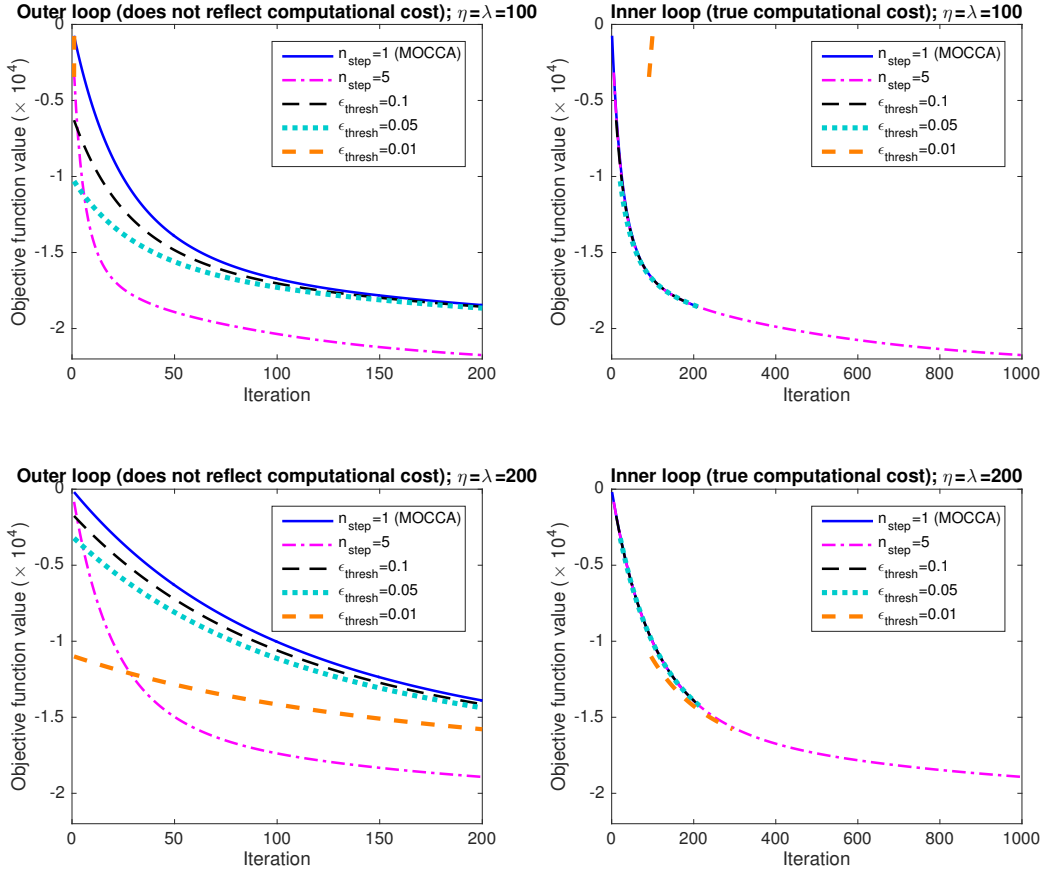 Outer loop (does not reflect computational cost); η=λ=100
0
-0.5
-1
-1.5
-2
Objective function value (× 10⁴)
n_step=1 (MOCCA)
n_step=5
ϵ_thresh=0.1
ϵ_thresh=0.05
ϵ_thresh=0.01
0 50 100 150 200
Iteration
Inner loop (true computational cost); η=λ=100
0
-0.5
-1
-1.5
-2
Objective function value (× 10⁴)
n_step=1 (MOCCA)
n_step=5
ϵ_thresh=0.1
ϵ_thresh=0.05
ϵ_thresh=0.01
0 200 400 600 800 1000
Iteration
Outer loop (does not reflect computational cost); η=λ=200
0
-0.5
-1
-1.5
-2
Objective function value (× 10⁴)
n_step=1 (MOCCA)
n_step=5
ϵ_thresh=0.1
ϵ_thresh=0.05
ϵ_thresh=0.01
0 50 100 150 200
Iteration
Inner loop (true computational cost); η=λ=200
0
-0.5
-1
-1.5
-2
Objective function value (× 10⁴)
n_step=1 (MOCCA)
n_step=5
ϵ_thresh=0.1
ϵ_thresh=0.05
ϵ_thresh=0.01
0 200 400 600 800 1000
Iteration